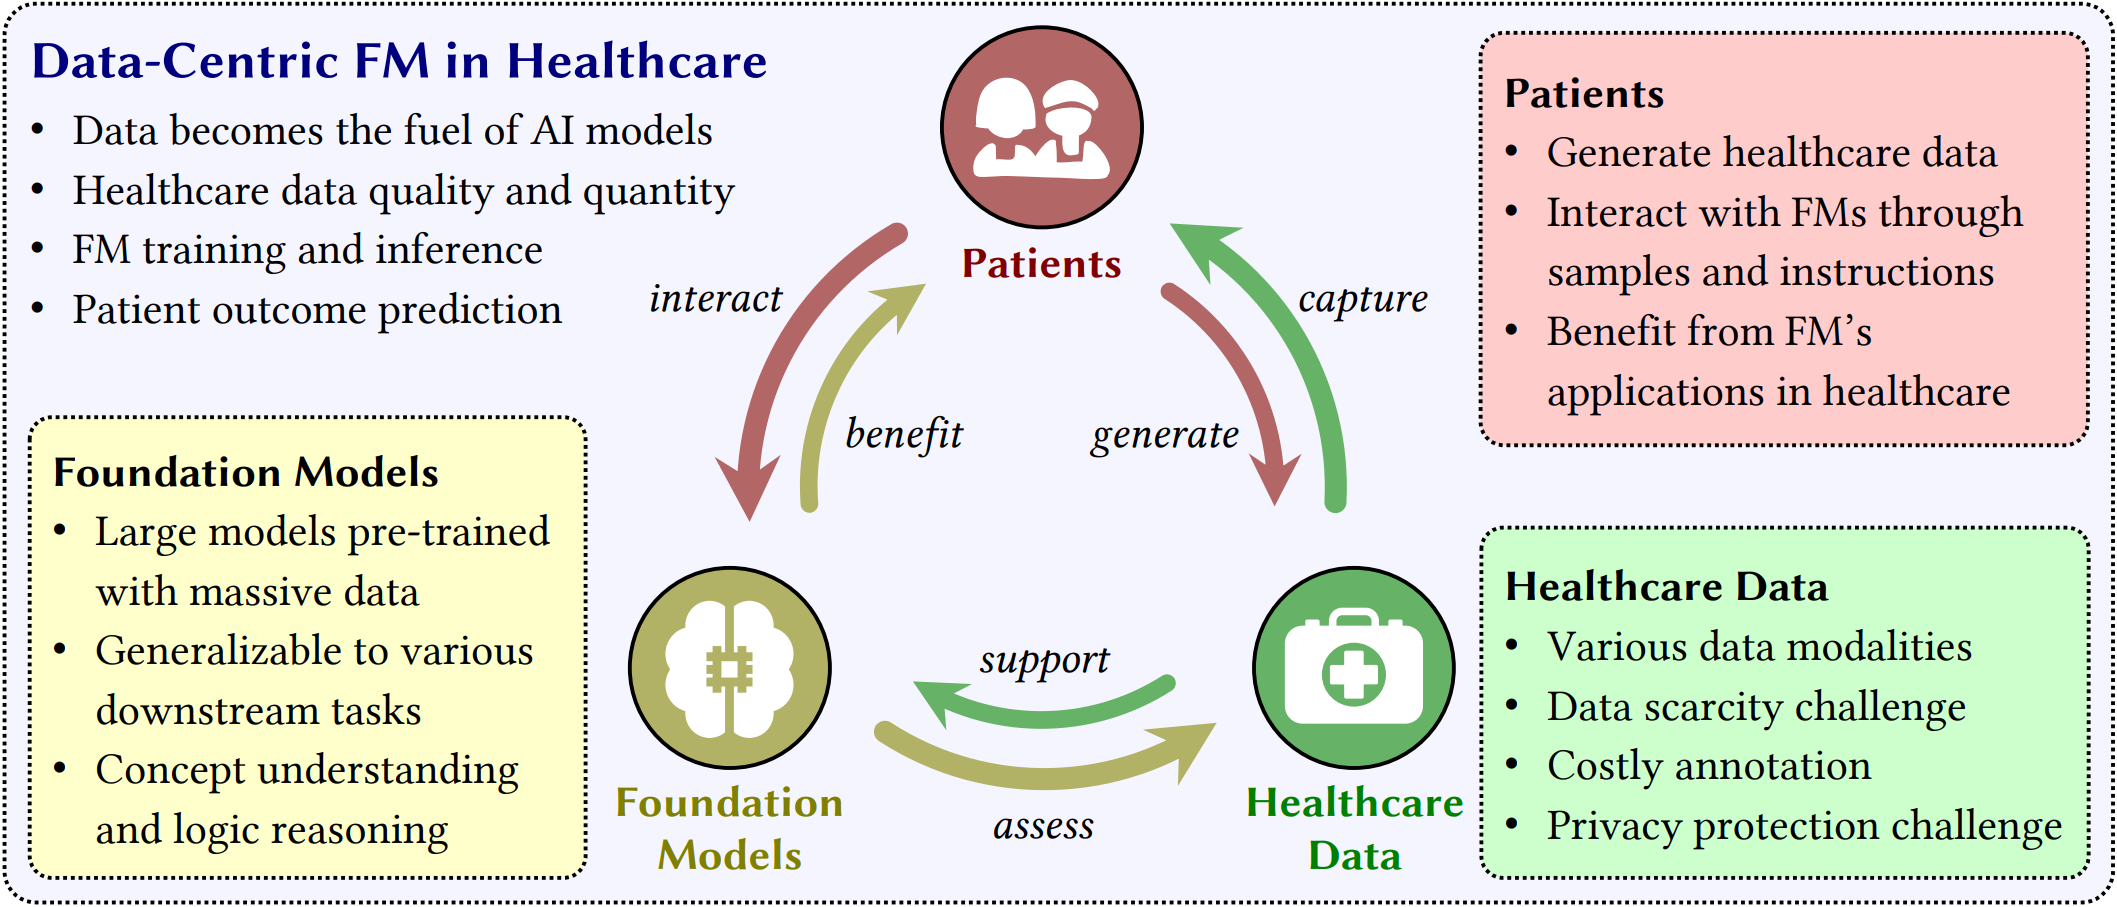 Data-Centric FM in Healthcare
• Data becomes the fuel of AI models
• Healthcare data quality and quantity
• FM training and inference
• Patient outcome prediction
Foundation Models
• Large models pre-trained
with massive data
• Generalizable to various
downstream tasks
• Concept understanding
and logic reasoning
Patients
interact
benefit
generate
capture
support
assess
Foundation
Models
Healthcare
Data
Patients
• Generate healthcare data
• Interact with FMs through
samples and instructions
• Benefit from FM’s
applications in healthcare
Healthcare Data
• Various data modalities
• Data scarcity challenge
• Costly annotation
• Privacy protection challenge